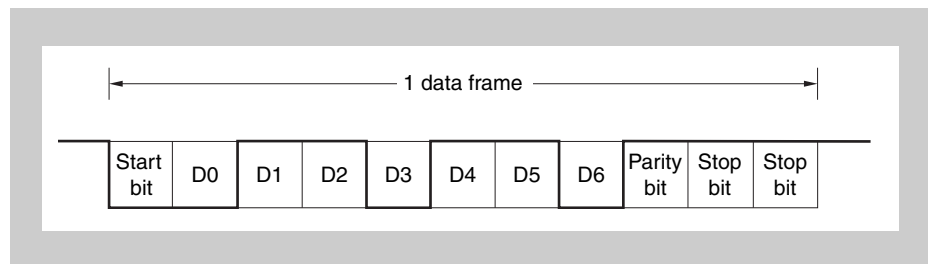 1 data frame
Start bit
D0
D1
D2
D3
D4
D5
D6
Parity bit
Stop bit
Stop bit